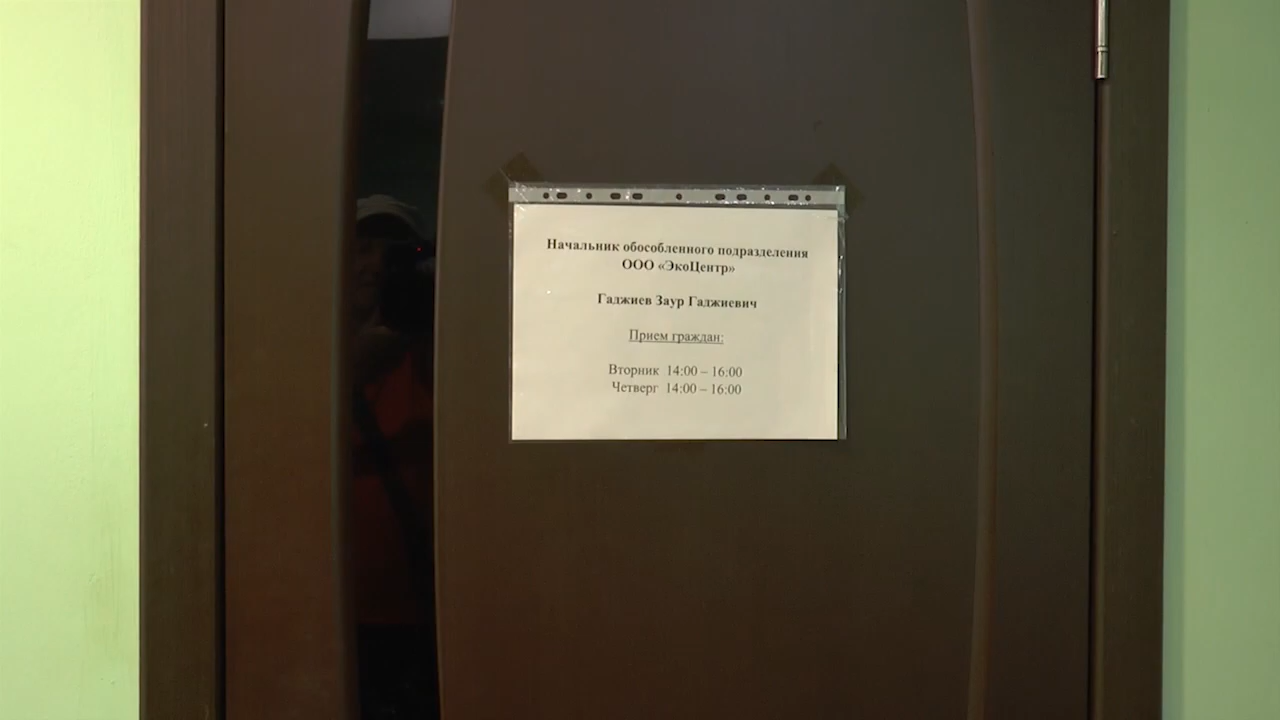 Начальник обособленного подразделения
ООО «ЭкоЦентр»
Гаджиев Заур Гаджиевич
Прием граждан:
Вторник 14:00 – 16:00
Четверг 14:00 – 16:00